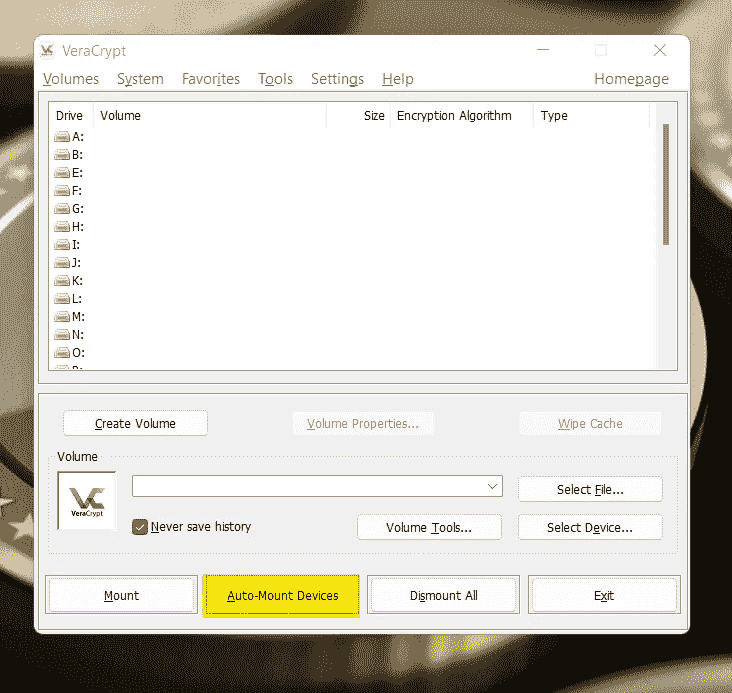 VeraCrypt
Volumes System Favorites Tools Settings Help Homepage
Drive Volume Size Encryption Algorithm Type
A:
B:
E:
F:
G:
H:
I:
J:
K:
L:
M:
N:
O:
Create Volume Volume Properties... Wipe Cache
Volume
VeraCrypt
Select File...
Never save history Volume Tools... Select Device...
Mount Auto-Mount Devices Dismount All Exit